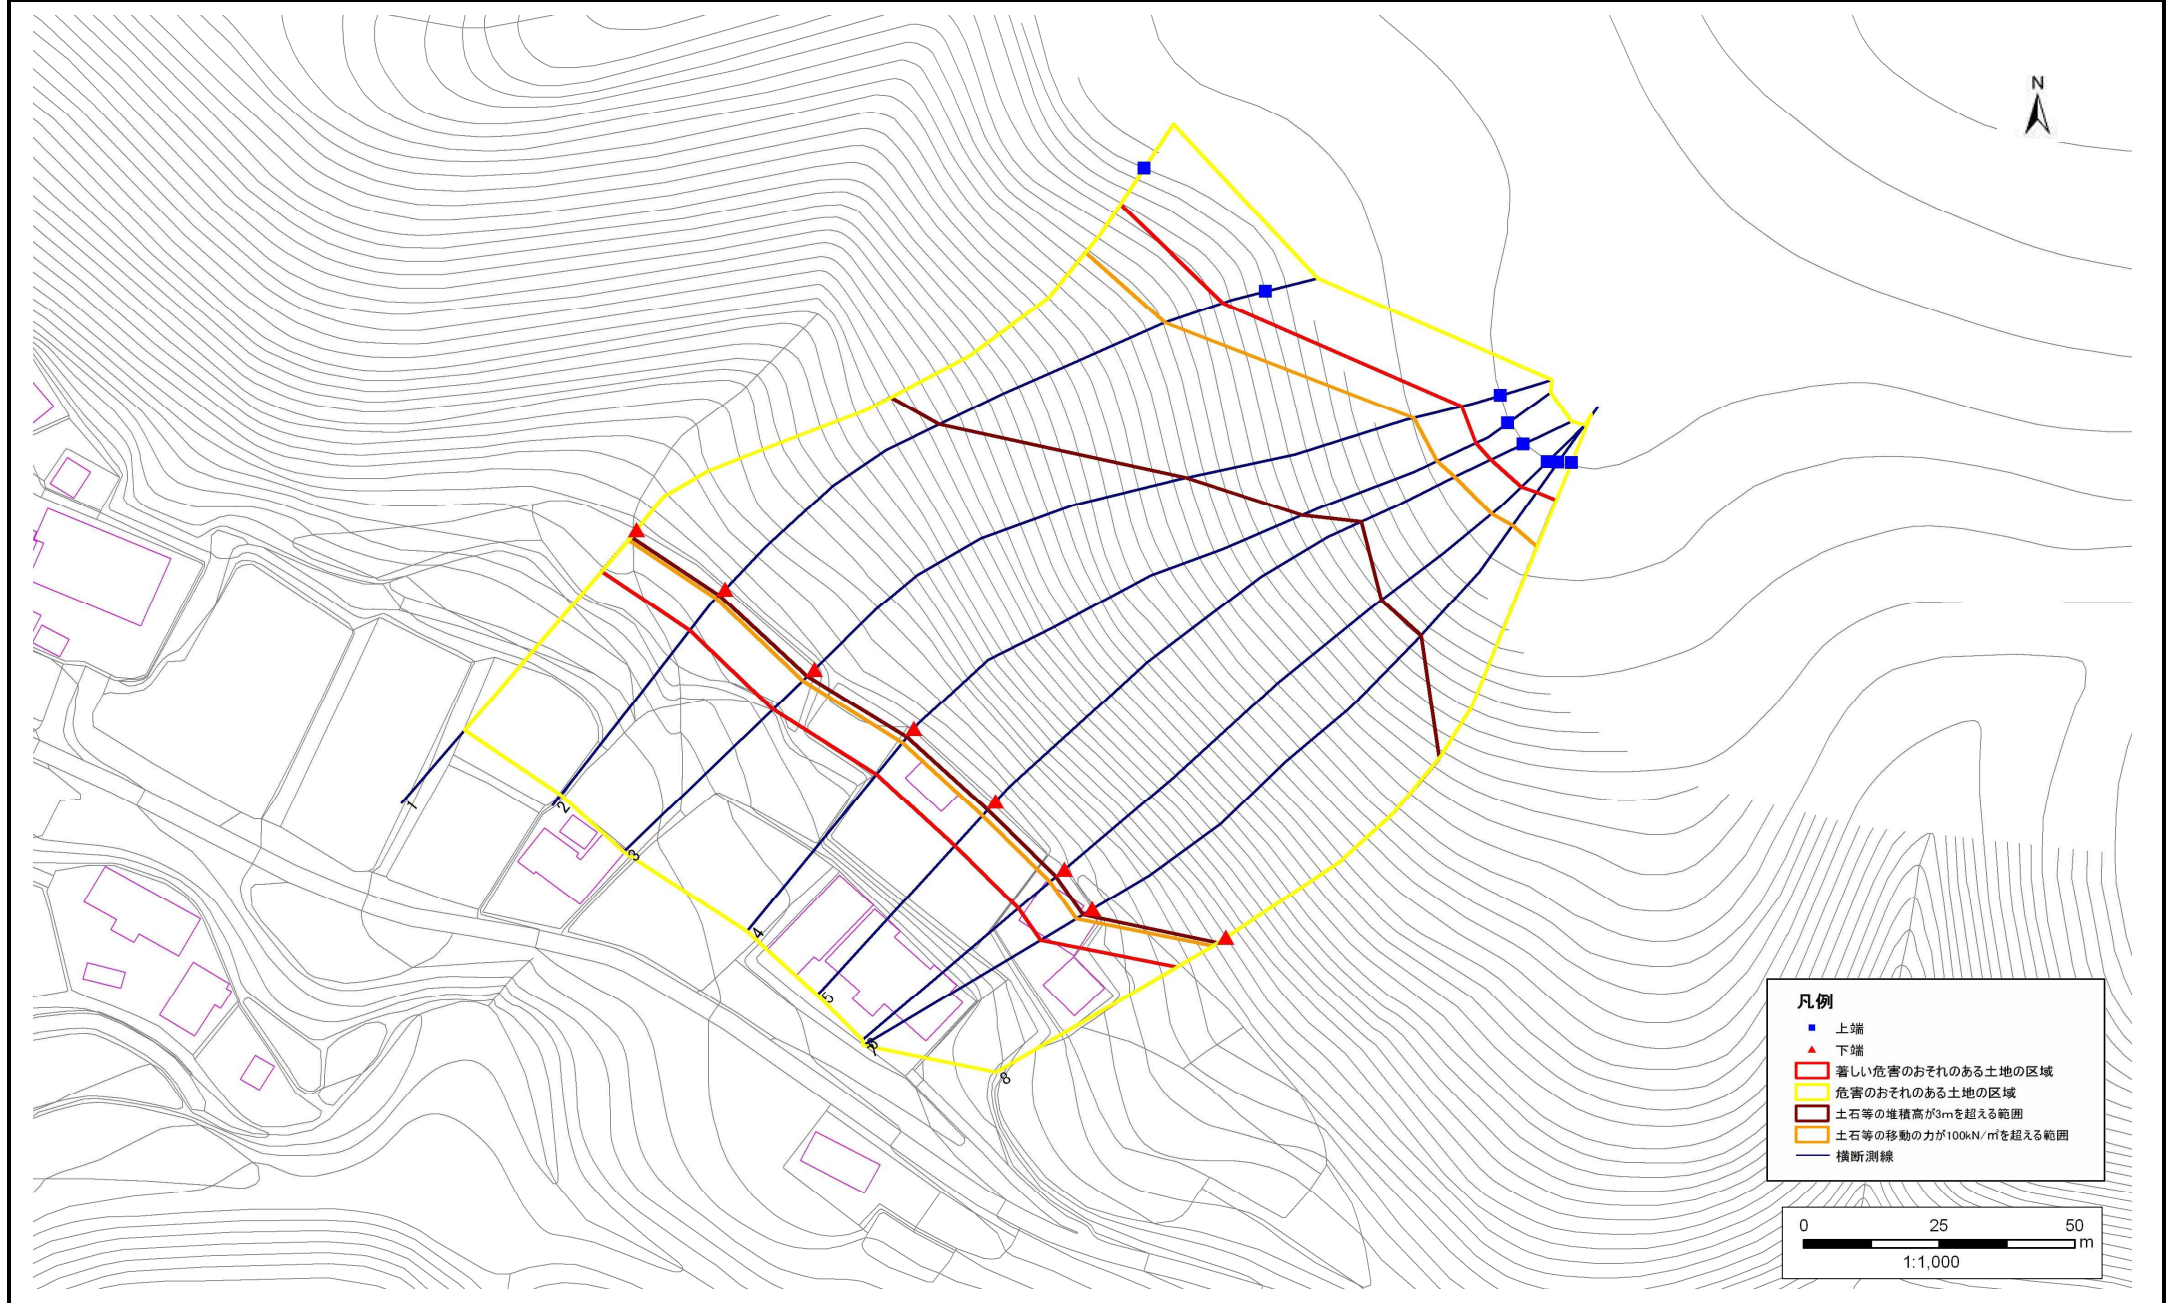 N
1
2
3
4
5
7
8
凡例
上端
下端
著しい危害のおそれのある土地の区域
危害のおそれのある土地の区域
土石等の堆積高が3mを超える範囲
土石等の移動の力が100kN/㎡を超える範囲
横断測線
0 25 50
m
1:1,000